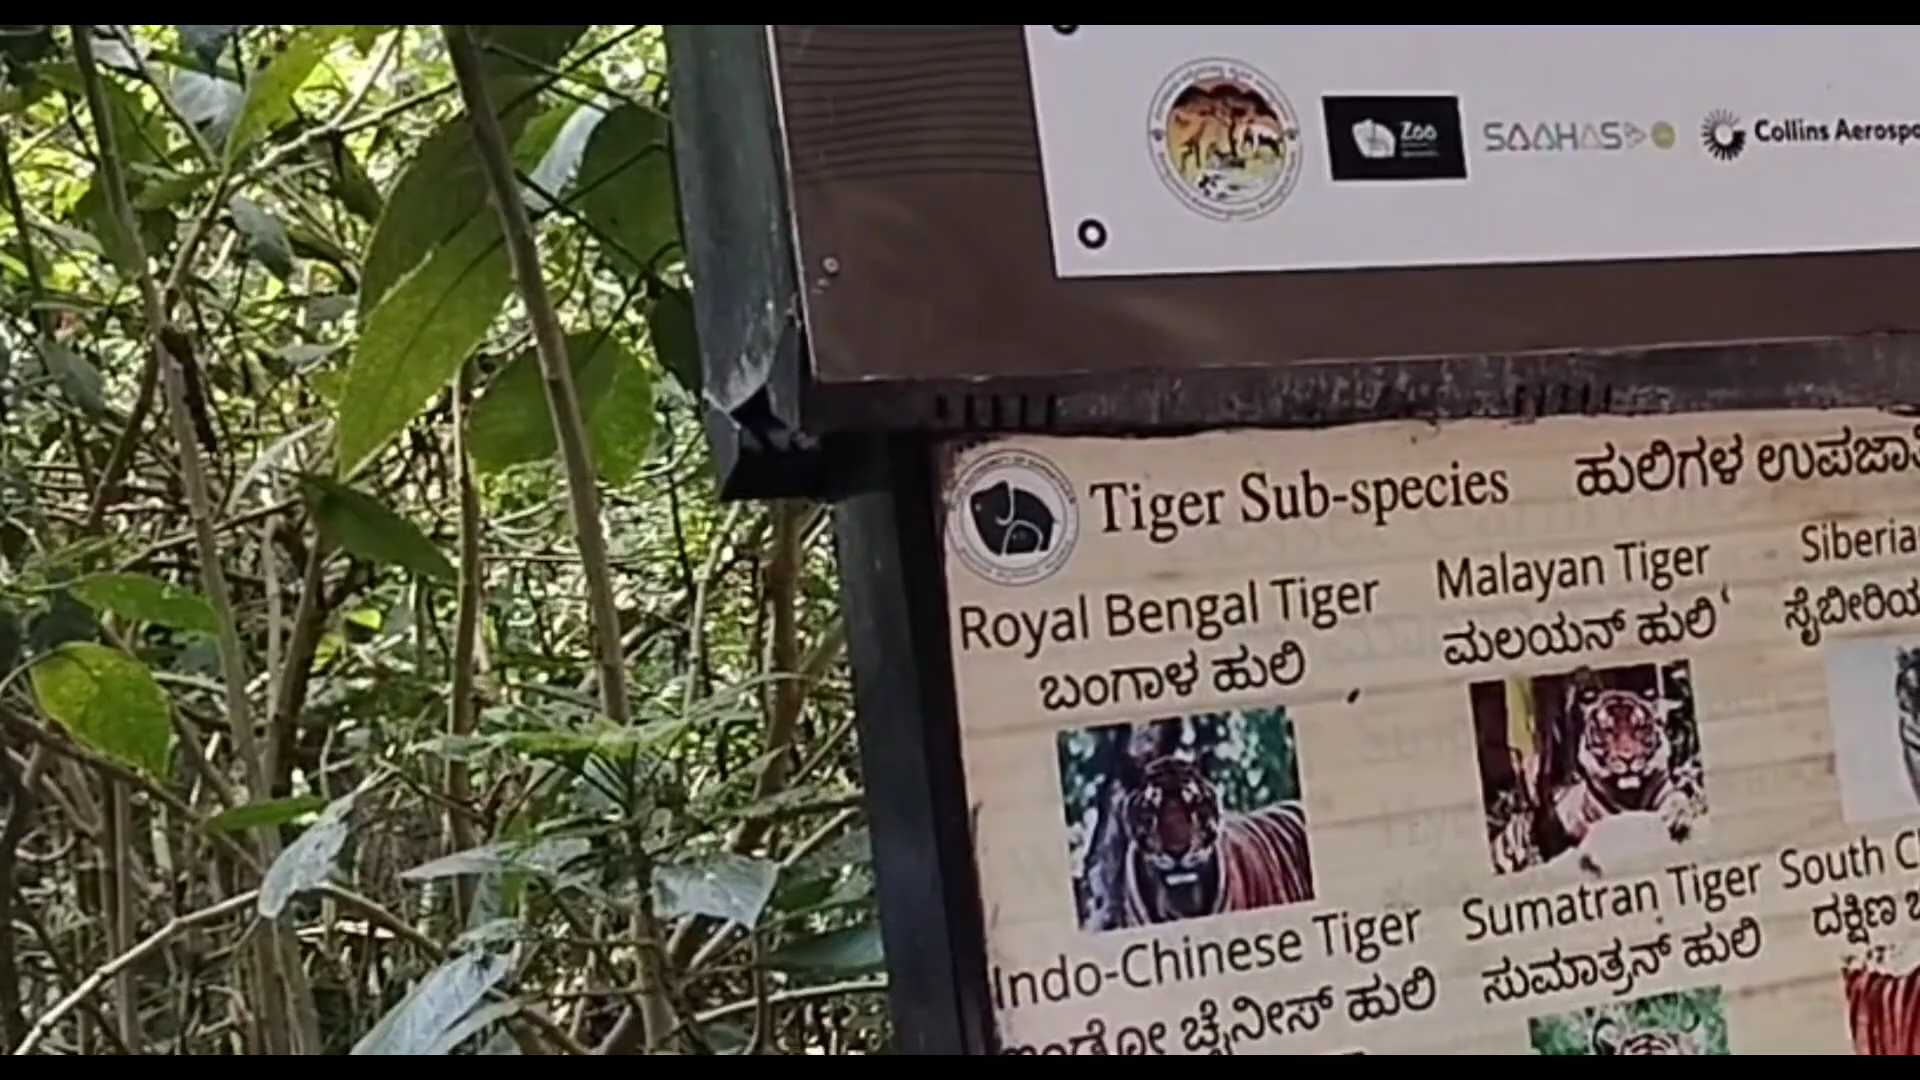 Zoo SAAHAS Collins Aerosp
Tiger Sub-species ಹುಲಿಗಳ ಉಪಜಾತಿ
Royal Bengal Tiger Malayan Tiger Siberia
ಬಂಗಾಳ ಹುಲಿ ಮಲಯನ್ ಹುಲಿ ಸೈಬೀರಿಯ
Indo-Chinese Tiger Sumatran Tiger South C
ಇಂಡೋ ಚೈನೀಸ್ ಹುಲಿ ಸುಮಾತ್ರನ್ ಹುಲಿ ದಕ್ಷಿಣ